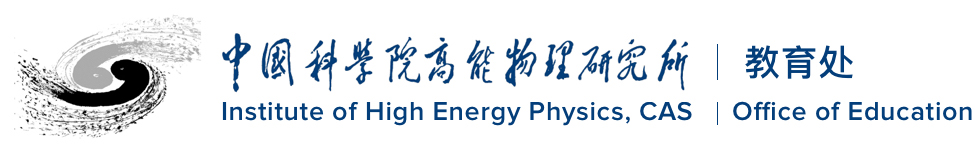 中国科学院高能物理研究所 | 教育处
Institute of High Energy Physics, CAS | Office of Education